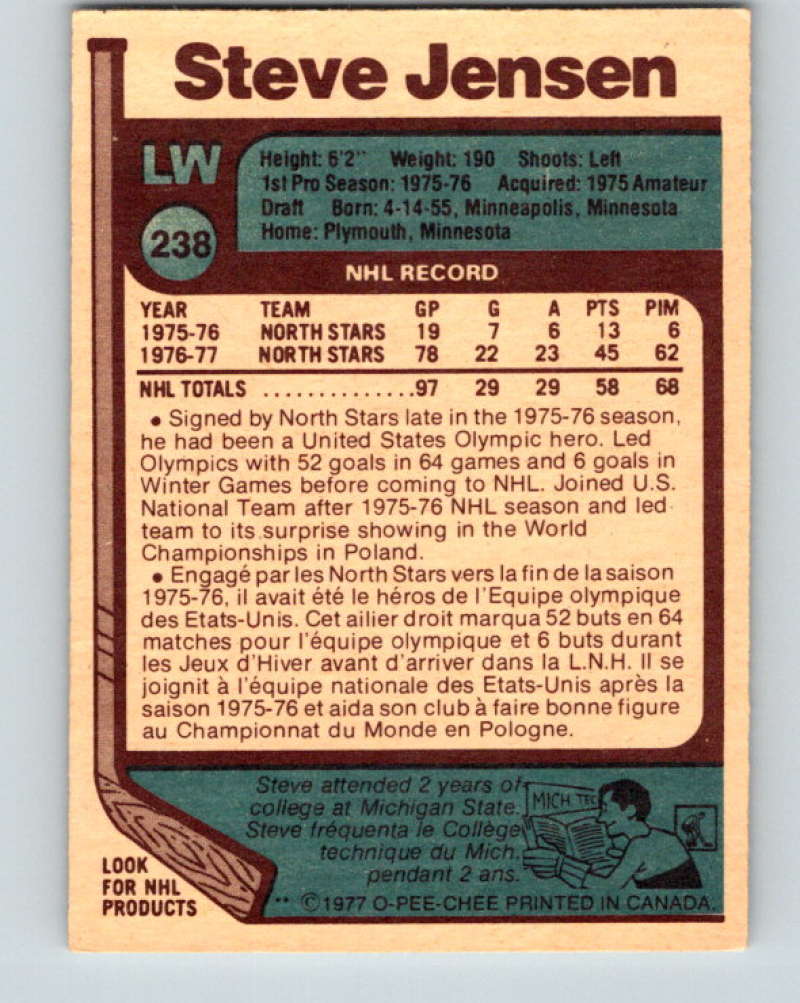 Steve Jensen
LW
238
Height: 6'2" Weight: 190 Shoots: Left
1st Pro Season: 1975-76 Acquired: 1975 Amateur
Draft Born: 4-14-55, Minneapolis, Minnesota
Home: Plymouth, Minnesota
NHL RECORD
YEAR TEAM GP G A PTS PIM
1975-76 NORTH STARS 19 7 6 13 6
1976-77 NORTH STARS 78 22 23 45 62
NHL TOTALS ...............97 29 29 58 68
• Signed by North Stars late in the 1975-76 season,
he had been a United States Olympic hero. Led
Olympics with 52 goals in 64 games and 6 goals in
Winter Games before coming to NHL. Joined U.S.
National Team after 1975-76 NHL season and led
team to its surprise showing in the World
Championships in Poland.
• Engagé par les North Stars vers la fin de la saison
1975-76, il avait été le héros de l'Equipe olympique
des Etats-Unis. Cet ailier droit marqua 52 buts en 64
matches pour l'équipe olympique et 6 buts durant
les Jeux d'Hiver avant d'arriver dans la L.N.H. Il se
joignit à l'équipe nationale des Etats-Unis après la
saison 1975-76 et aida son club à faire bonne figure
au Championnat du Monde en Pologne.
Steve attended 2 years of
college at Michigan State.
Steve fréquenta le Collège
technique du Mich.
pendant 2 ans.
MICH TEC
LOOK
FOR NHL
PRODUCTS
** ©1977 O-PEE-CHEE PRINTED IN CANADA.